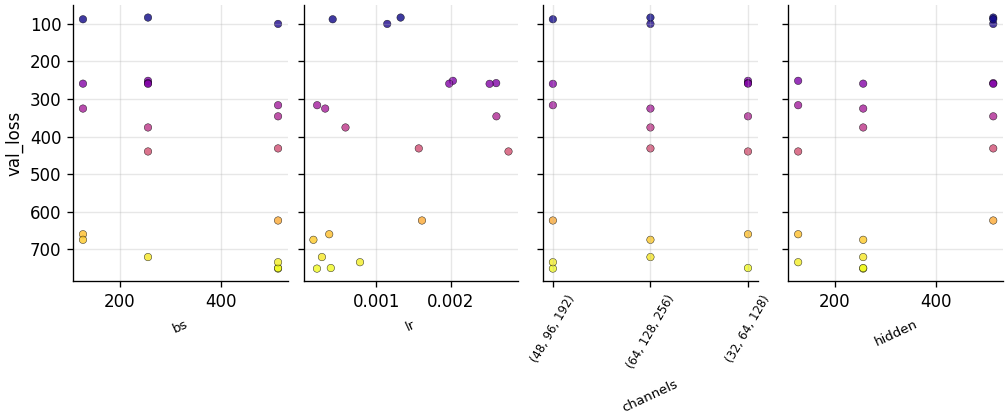 val_loss
100
200
300
400
500
600
700
200 400
0.001 0.002
(48, 96, 192)
(64, 128, 256)
(32, 64, 128)
200 400
bs
lr
channels
hidden